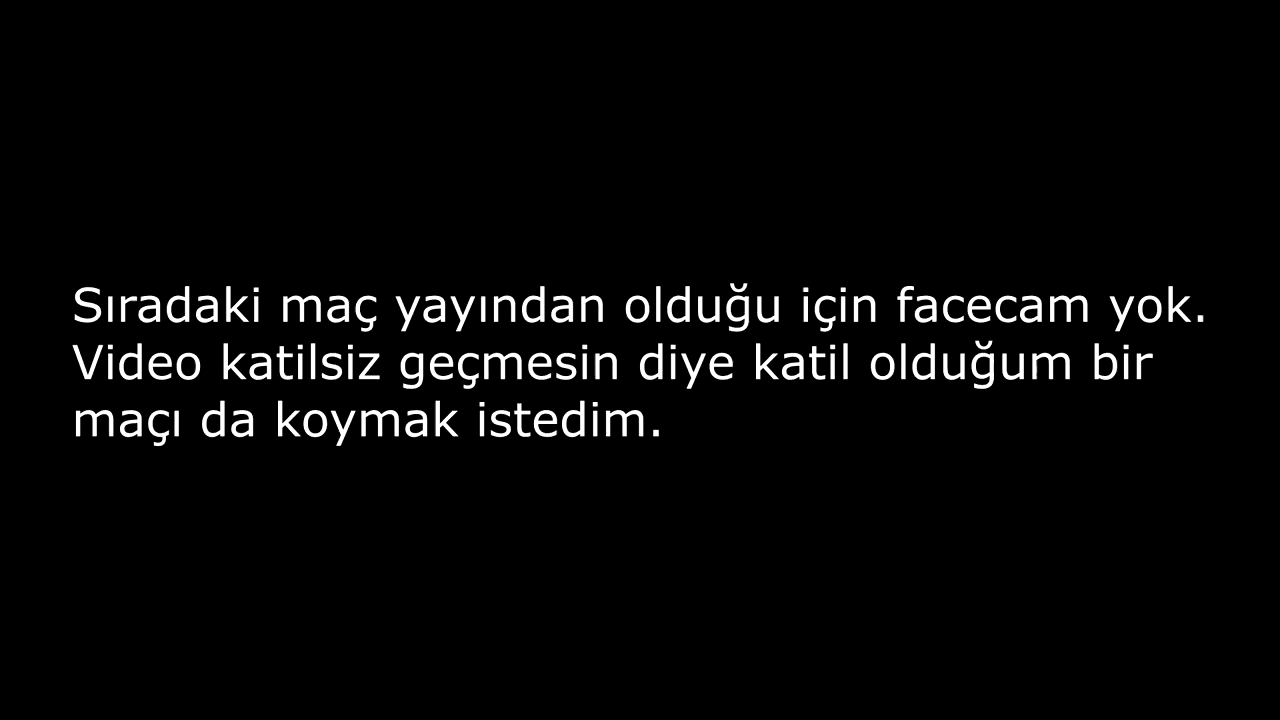 Sıradaki maç yayından olduğu için facecam yok.
Video katilsiz geçmesin diye katil olduğum bir
maçı da koymak istedim.